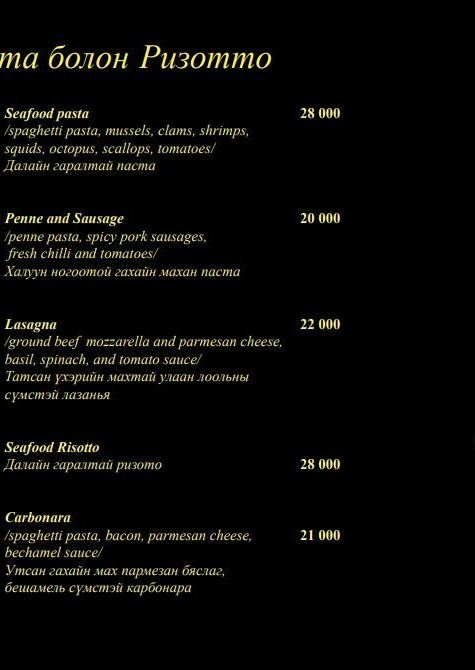 та болон Ризотто
Seafood pasta 28 000
/spaghetti pasta, mussels, clams, shrimps,
squids, octopus, scallops, tomatoes/
Далайн гаралтай паста
Penne and Sausage 20 000
/penne pasta, spicy pork sausages,
fresh chilli and tomatoes/
Халуун ногоотой гахайн махан паста
Lasagna 22 000
/ground beef mozzarella and parmesan cheese,
basil, spinach, and tomato sauce/
Татсан үхэрийн махтай улаан лоольны
сүмстэй лазанья
Seafood Risotto
Далайн гаралтай ризото 28 000
Carbonara
/spaghetti pasta, bacon, parmesan cheese, 21 000
bechamel sauce/
Утсан гахайн мах пармезан бяслаг,
бешамель сүмстэй карбонара